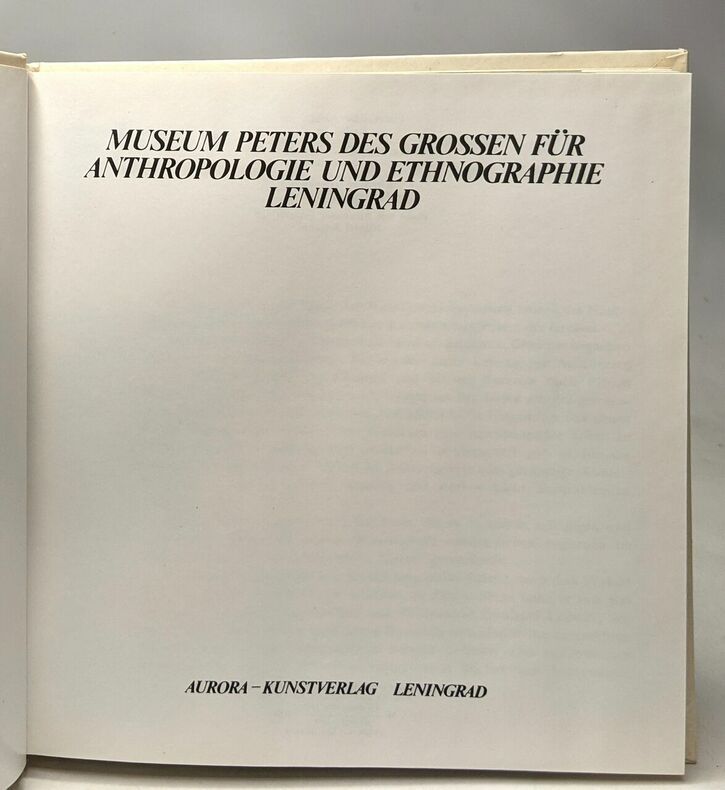 MUSEUM PETERS DES GROSSEN FÜR
ANTHROPOLOGIE UND ETHNOGRAPHIE
LENINGRAD
AURORA – KUNSTVERLAG LENINGRAD